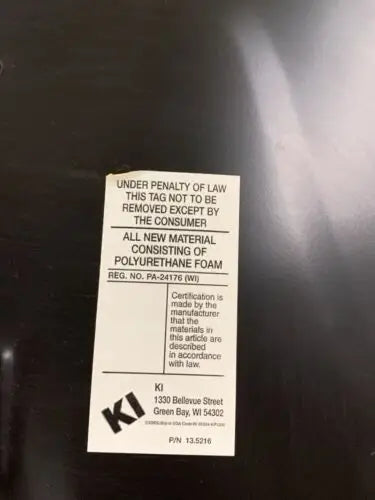 UNDER PENALTY OF LAW
THIS TAG NOT TO BE
REMOVED EXCEPT BY
THE CONSUMER
ALL NEW MATERIAL
CONSISTING OF
POLYURETHANE FOAM
REG. NO. PA-24176 (WI)
Certification is
made by the
manufacturer
that the
materials in
this article are
described
in accordance
with law.
KI
KI
1330 Bellevue Street
Green Bay, WI 54302
P/N 13.5216